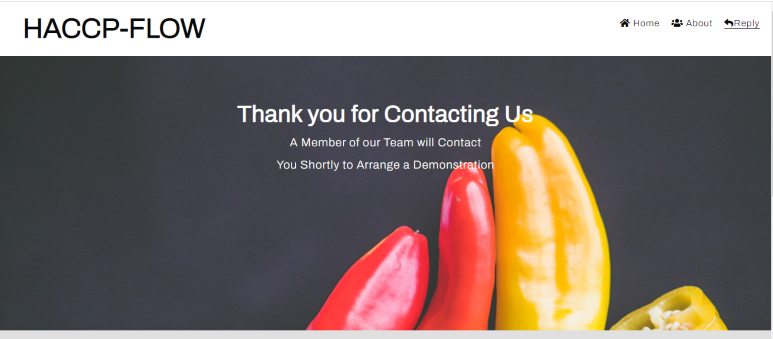 HACCP-FLOW
Home About Reply
Thank you for Contacting Us
A Member of our Team will Contact
You Shortly to Arrange a Demonstration